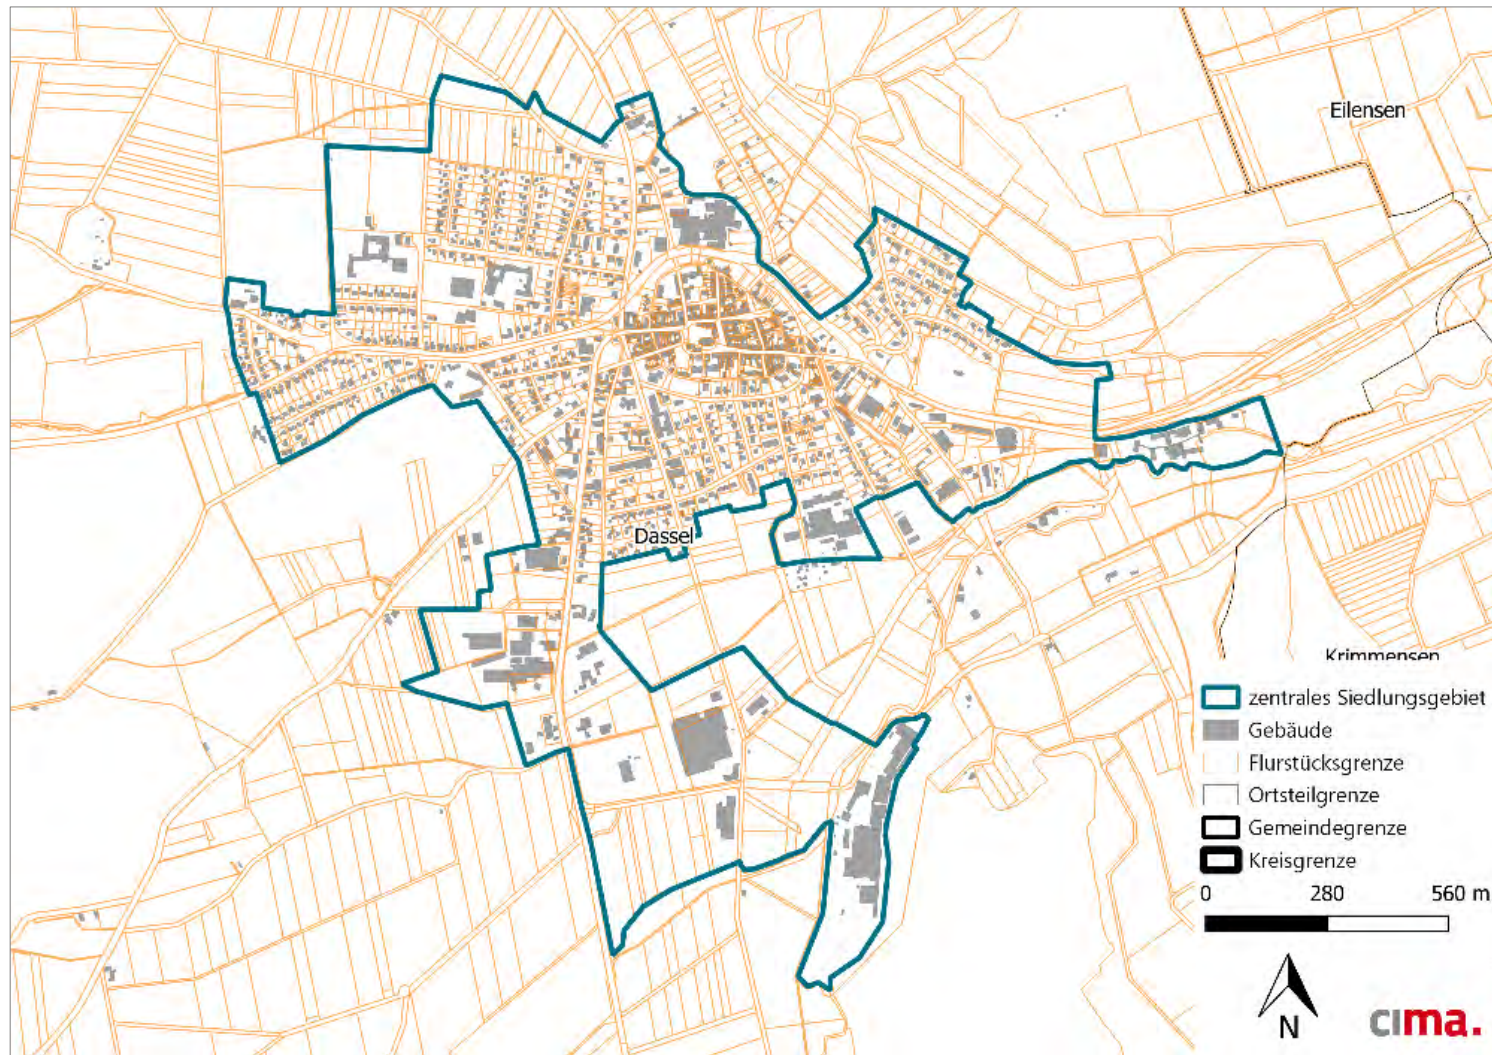 Eilensen
Dassel
Krimmensen
zentrales Siedlungsgebiet
Gebäude
Flurstücksgrenze
Ortsteilgrenze
Gemeindegrenze
Kreisgrenze
0 280 560 m
N
cima.